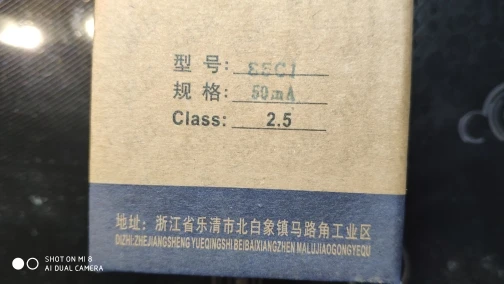 型 号: 85C1
规 格: 50mA
Class: 2.5
地址: 浙江省乐清市北白象镇马路角工业区
DIZHI:ZHEJIANGSHENG YUEQINGSHI BEIBAIXIANGZHEN MALUJIAOGONGYEQU
SHOT ON MI 8
AI DUAL CAMERA